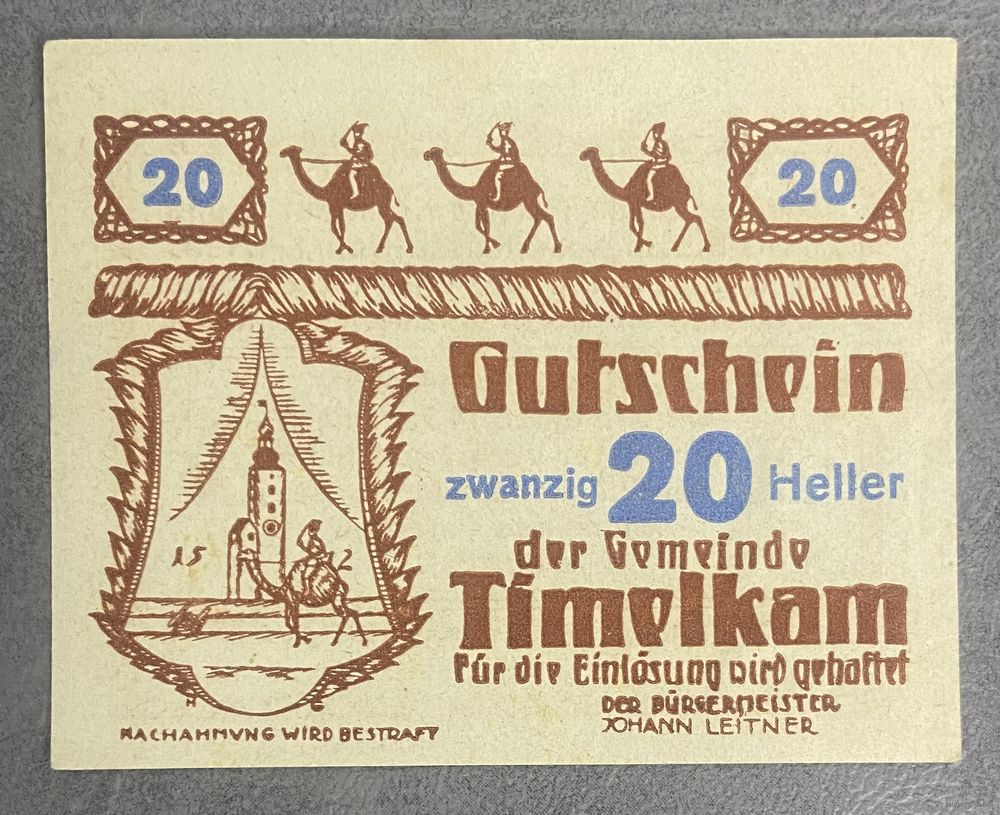 20 20
Gutschein
zwanzig 20 Heller
der Gemeinde
Timelkam
für die Einlösung wird gehaftet
DER BÜRGERMEISTER
JOHANN LEITNER
15 2
H G
NACHAHMVNG WIRD BESTRAFT